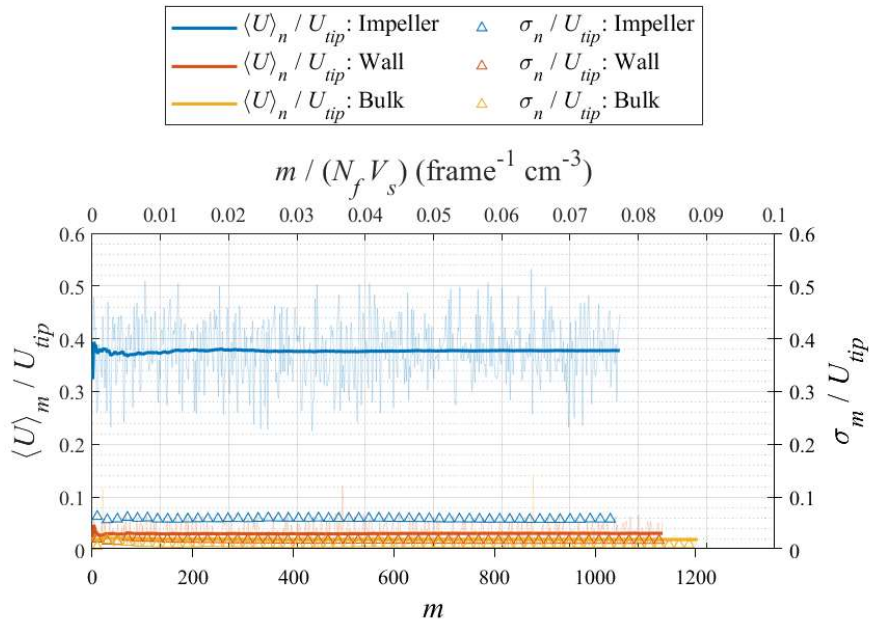 ⟨U⟩n / Utip: Impeller σn / Utip: Impeller
⟨U⟩n / Utip: Wall σn / Utip: Wall
⟨U⟩n / Utip: Bulk σn / Utip: Bulk
m / (Nf Vs) (frame⁻¹ cm⁻³)
0 0.01 0.02 0.03 0.04 0.05 0.06 0.07 0.08 0.09 0.1
0.6 0.6
0.5 0.5
0.4 0.4
0.3 0.3
0.2 0.2
0.1 0.1
0 0
⟨U⟩m / Utip
σm / Utip
0 200 400 600 800 1000 1200
m